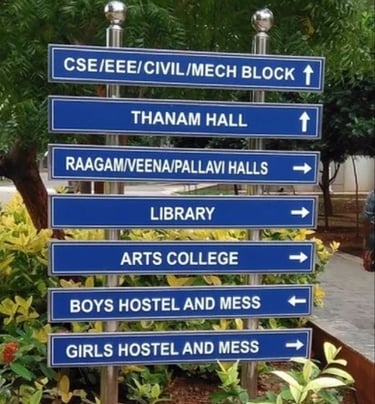 CSE/EEE/CIVIL/MECH BLOCK ↑
THANAM HALL ↑
RAAGAM/VEENA/PALLAVI HALLS →
LIBRARY →
ARTS COLLEGE →
BOYS HOSTEL AND MESS ←
GIRLS HOSTEL AND MESS →